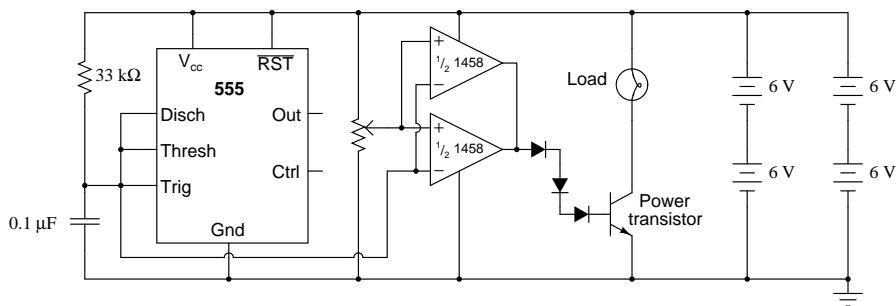 33 kΩ
0.1 µF
V_cc
RST
555
Disch
Thresh
Trig
Out
Ctrl
Gnd
+
1/2 1458
−
+
1/2 1458
−
Load
Power
transistor
6 V
6 V
6 V
6 V